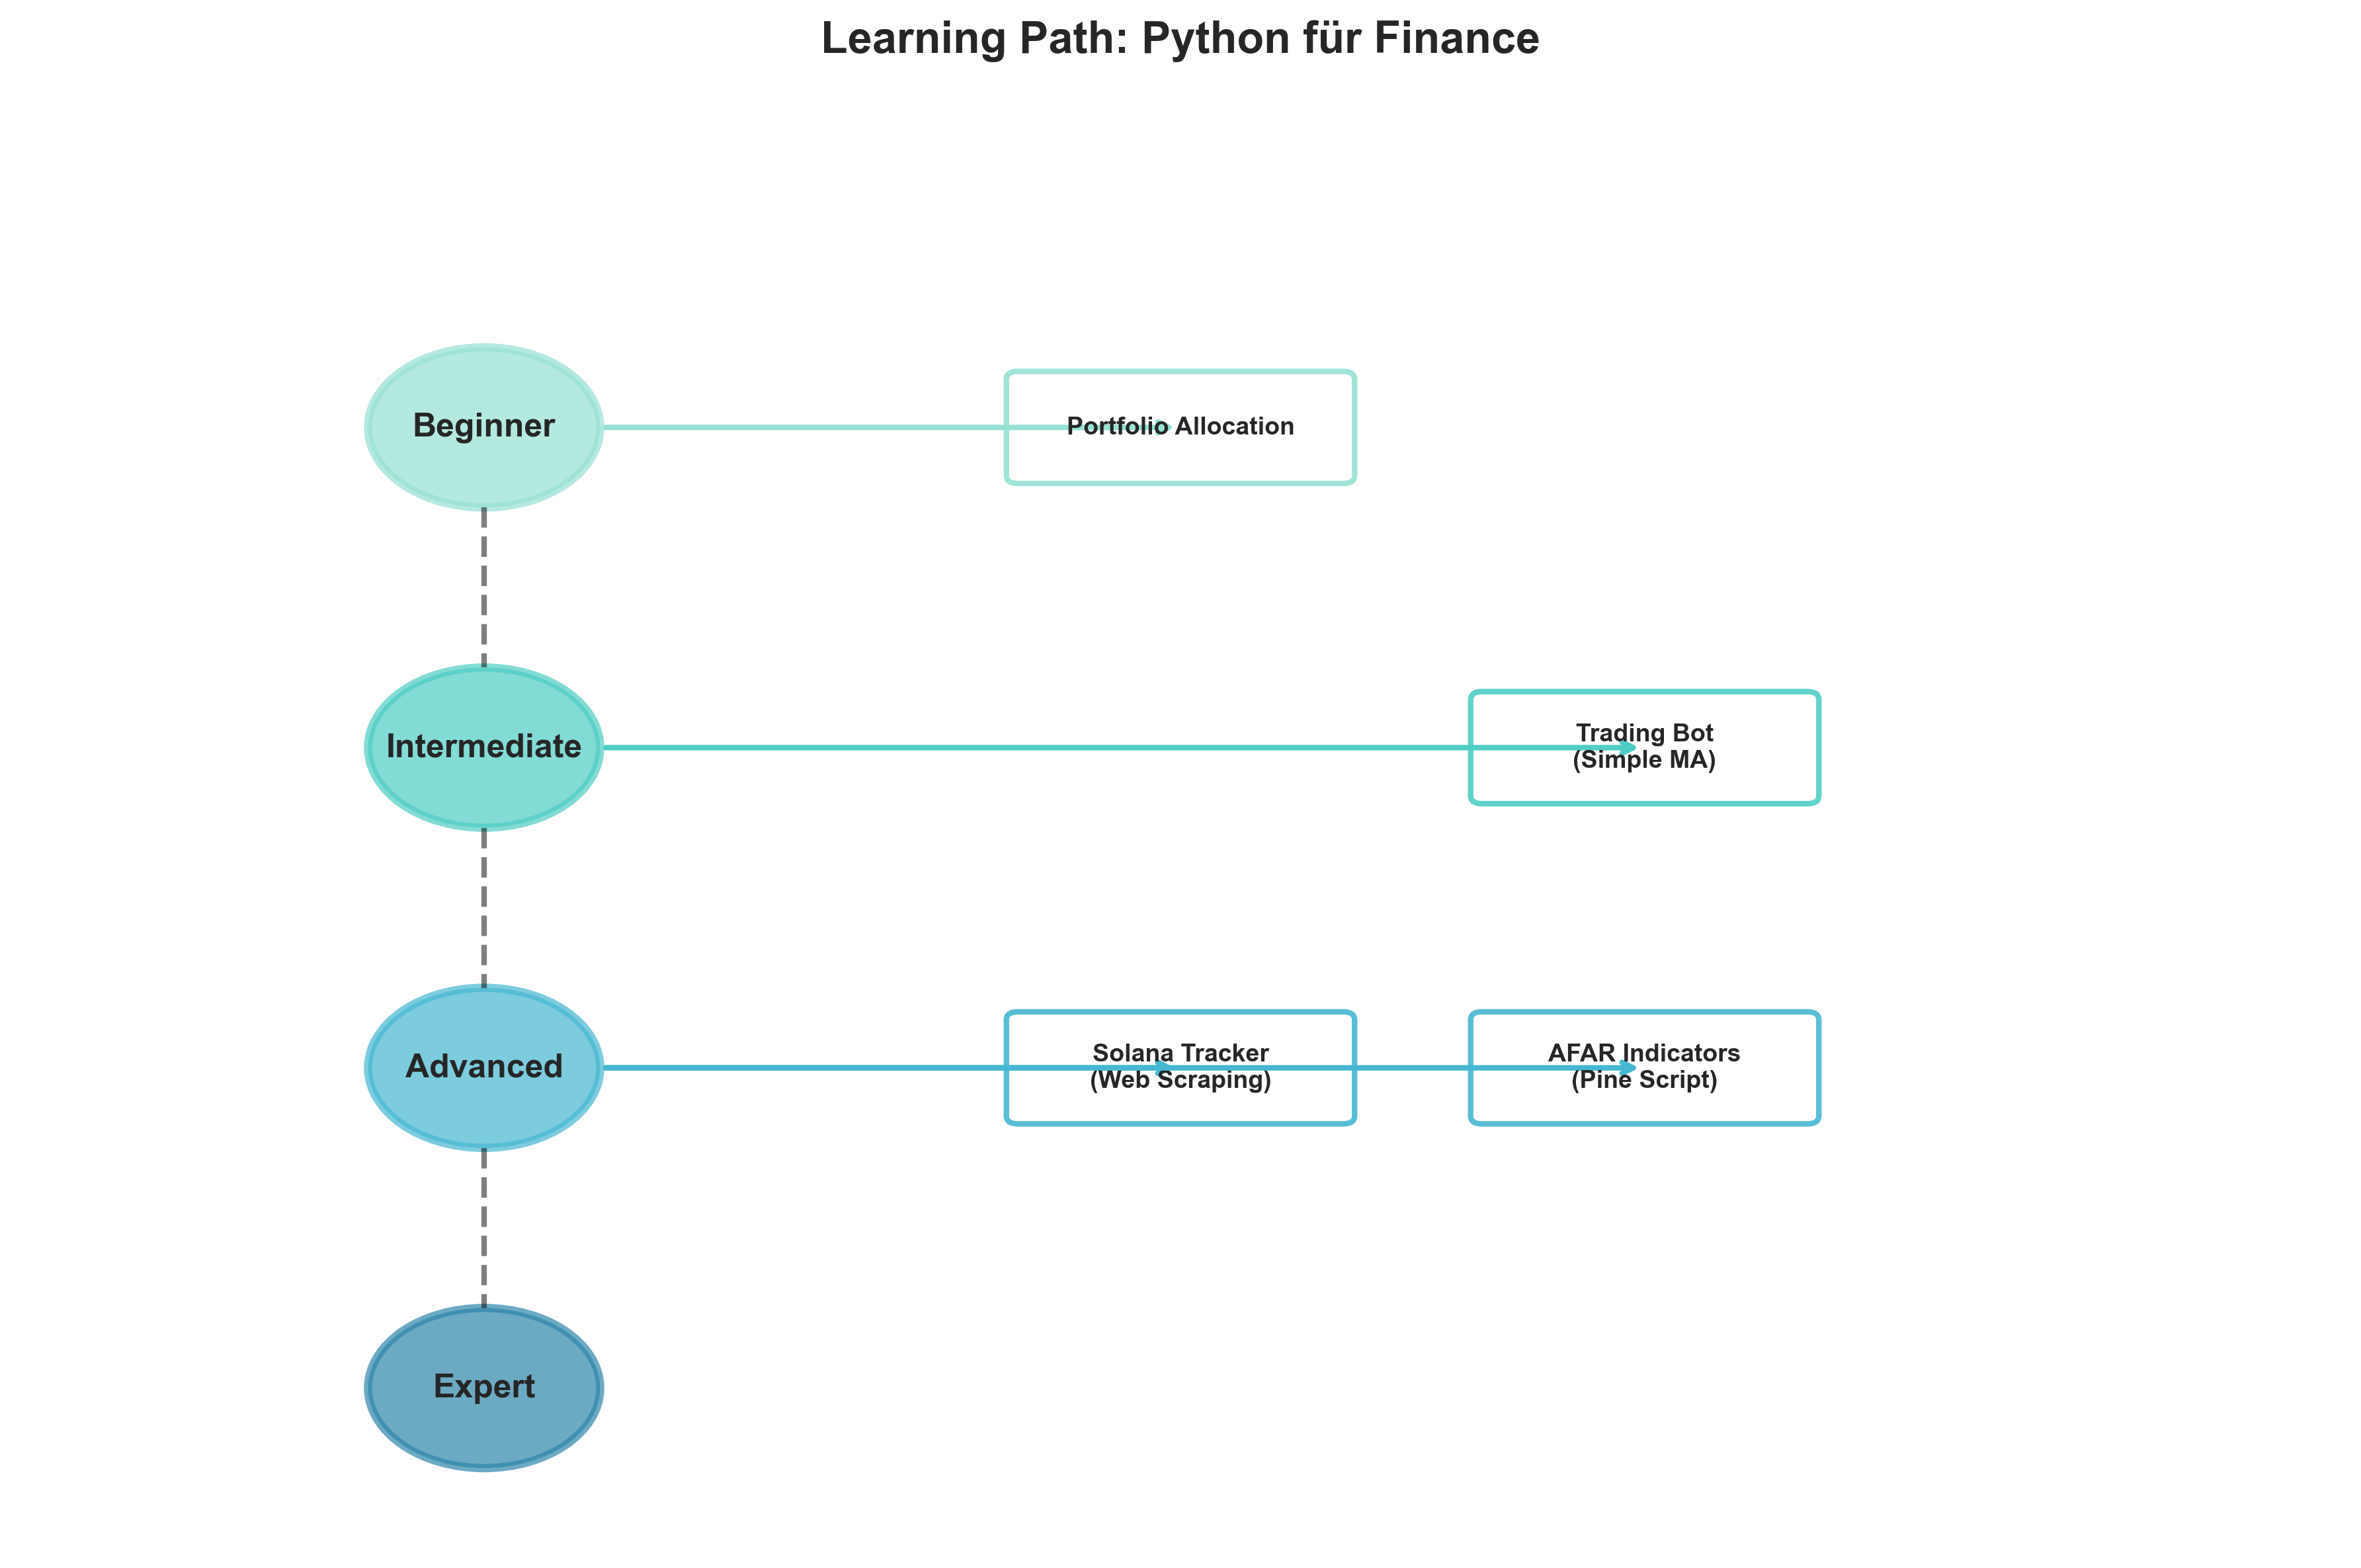 Learning Path: Python für Finance
Beginner
Portfolio Allocation
Intermediate
Trading Bot
(Simple MA)
Advanced
Solana Tracker
(Web Scraping)
AFAR Indicators
(Pine Script)
Expert